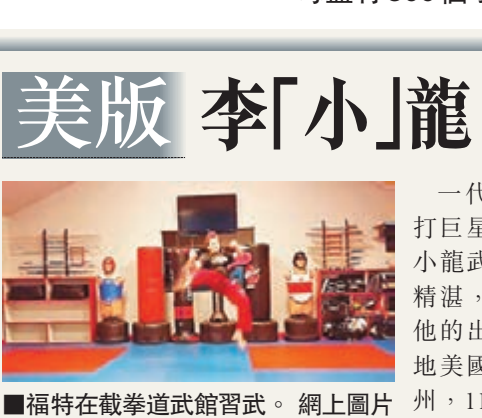 美版 李「小」龍
■福特在截拳道武館習武。 網上圖片
一代
打巨星
小龍武
精湛，
他的出
地美國
州，11